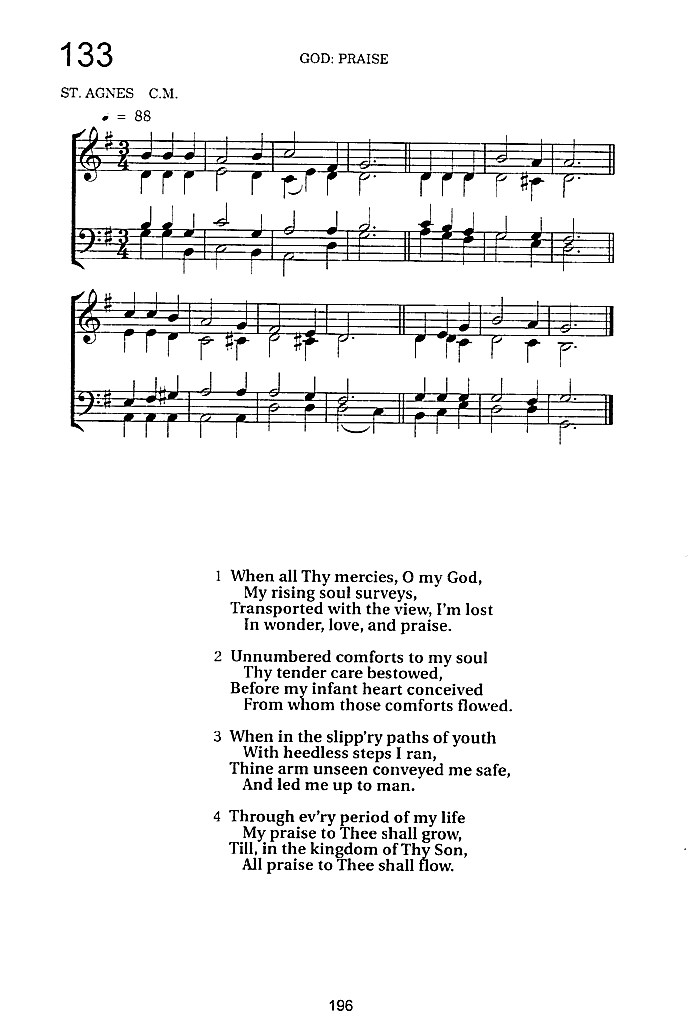 133
GOD: PRAISE
ST. AGNES C.M.
= 88
1 When all Thy mercies, O my God,
My rising soul surveys,
Transported with the view, I'm lost
In wonder, love, and praise.
2 Unnumbered comforts to my soul
Thy tender care bestowed,
Before my infant heart conceived
From whom those comforts flowed.
3 When in the slipp'ry paths of youth
With heedless steps I ran,
Thine arm unseen conveyed me safe,
And led me up to man.
4 Through ev'ry period of my life
My praise to Thee shall grow,
Till, in the kingdom of Thy Son,
All praise to Thee shall flow.
196